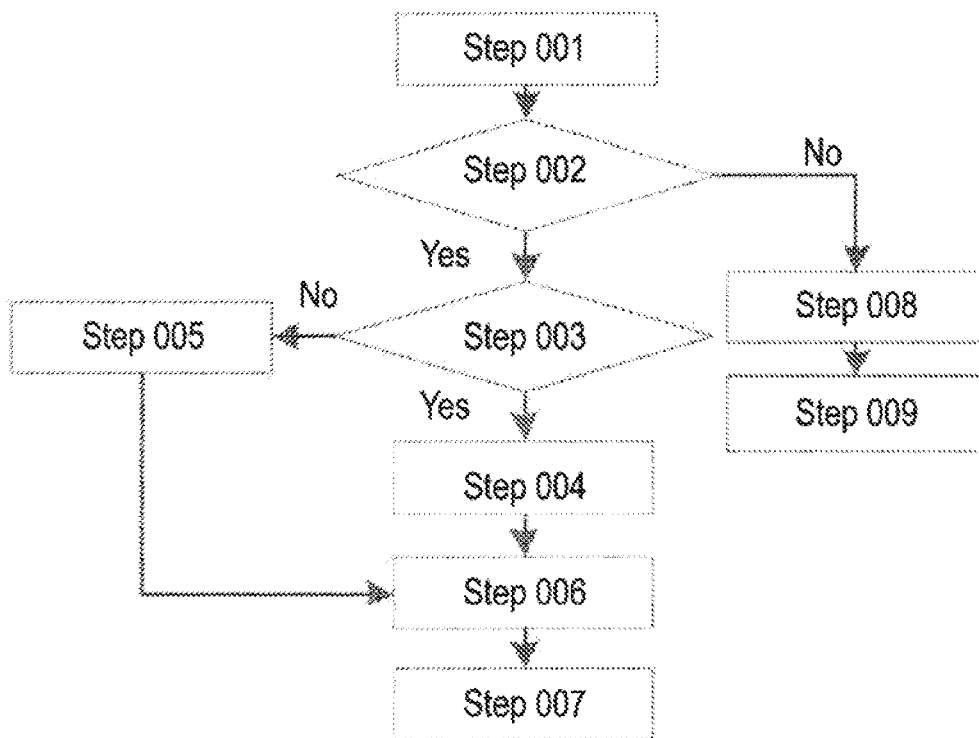 Step 001
Step 002
No
Yes
No
Step 008
Step 005
Step 003
Yes
Step 009
Step 004
Step 006
Step 007